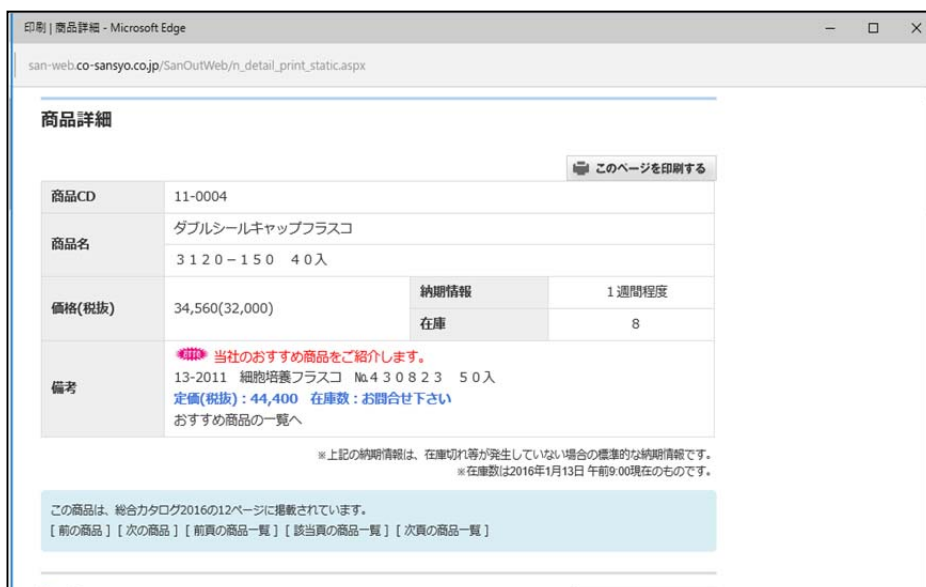 印刷 | 商品詳細 - Microsoft Edge
san-web.co-sansyo.co.jp/SanOutWeb/n_detail_print_static.aspx
商品詳細
このページを印刷する
商品CD 11-0004
商品名 ダブルシールキャップフラスコ
3120-150 40入
価格(税抜) 34,560(32,000) 納期情報 1週間程度
在庫 8
備考 当社のおすすめ商品をご紹介します。
13-2011 細胞培養フラスコ №430823 50入
定価(税抜):44,400 在庫数:お問合せ下さい
おすすめ商品の一覧へ
※上記の納期情報は、在庫切れ等が発生していない場合の標準的な納期情報です。
※在庫数は2016年1月13日 午前9:00現在のものです。
この商品は、総合カタログ2016の12ページに掲載されています。
[ 前の商品 ] [ 次の商品 ] [ 前頁の商品一覧 ] [ 該当頁の商品一覧 ] [ 次頁の商品一覧 ]